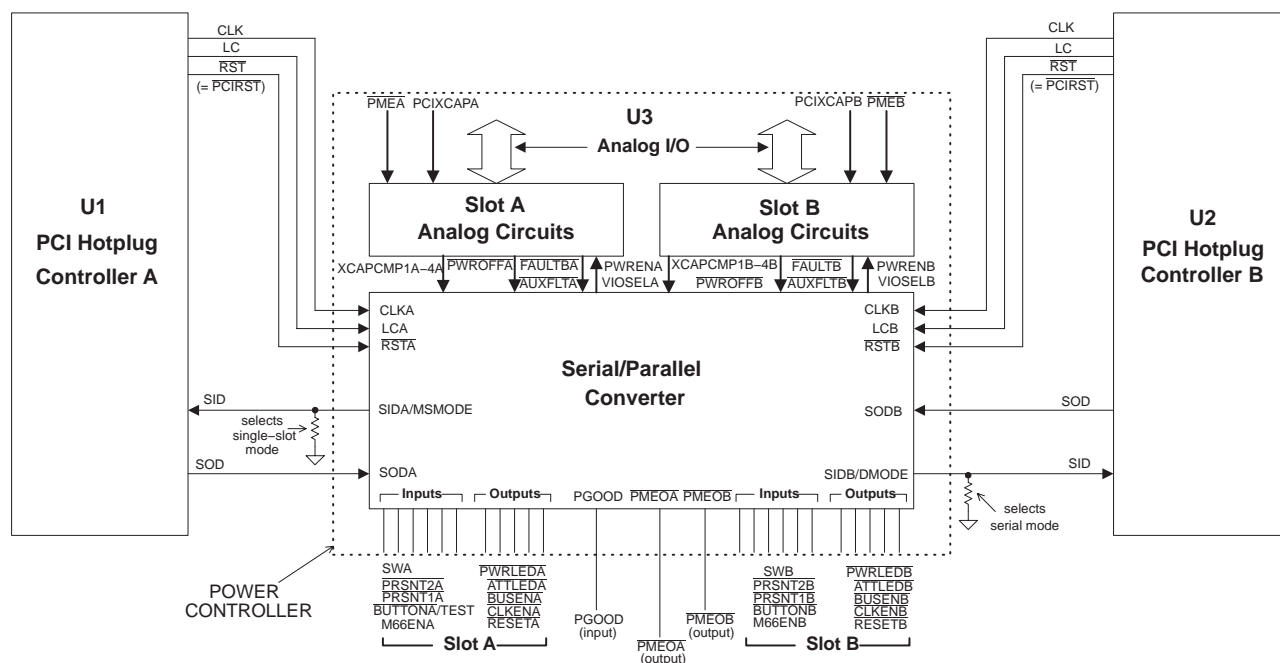 CLK
LC
RST
(= PCIRST)
U1
PCI Hotplug
Controller A
CLK
LC
RST
(= PCIRST)
U2
PCI Hotplug
Controller B
PMEA PCIXCAPA
U3
Analog I/O
PCIXCAPB PMEB
Slot A
Analog Circuits
Slot B
Analog Circuits
XCAPCMP1A–4A PWROFFA FAULTBA PWRENA
AUXFLTA VIOSELA
XCAPCMP1B–4B FAULTB PWRENB
PWROFFB AUXFLTB VIOSELB
CLKA
LCA
RSTA
CLKB
LCB
RSTB
Serial/Parallel
Converter
SID
SIDA/MSMODE
selects
single–slot
mode
SOD
SODA
SODB
SOD
SIDB/DMODE
SID
selects
serial mode
Inputs Outputs PGOOD PMEOA PMEOB Inputs Outputs
POWER
CONTROLLER
SWA
PRSNT2A
PRSNT1A
BUTTONA/TEST
M66ENA
PWRLEDA
ATTLEDA
BUSENA
CLKENA
RESETA
Slot A
PGOOD
(input)
PMEOA
(output)
PMEOB
(output)
SWB
PRSNT2B
PRSNT1B
BUTTONB
M66ENB
PWRLEDB
ATTLEDB
BUSENB
CLKENB
RESETB
Slot B